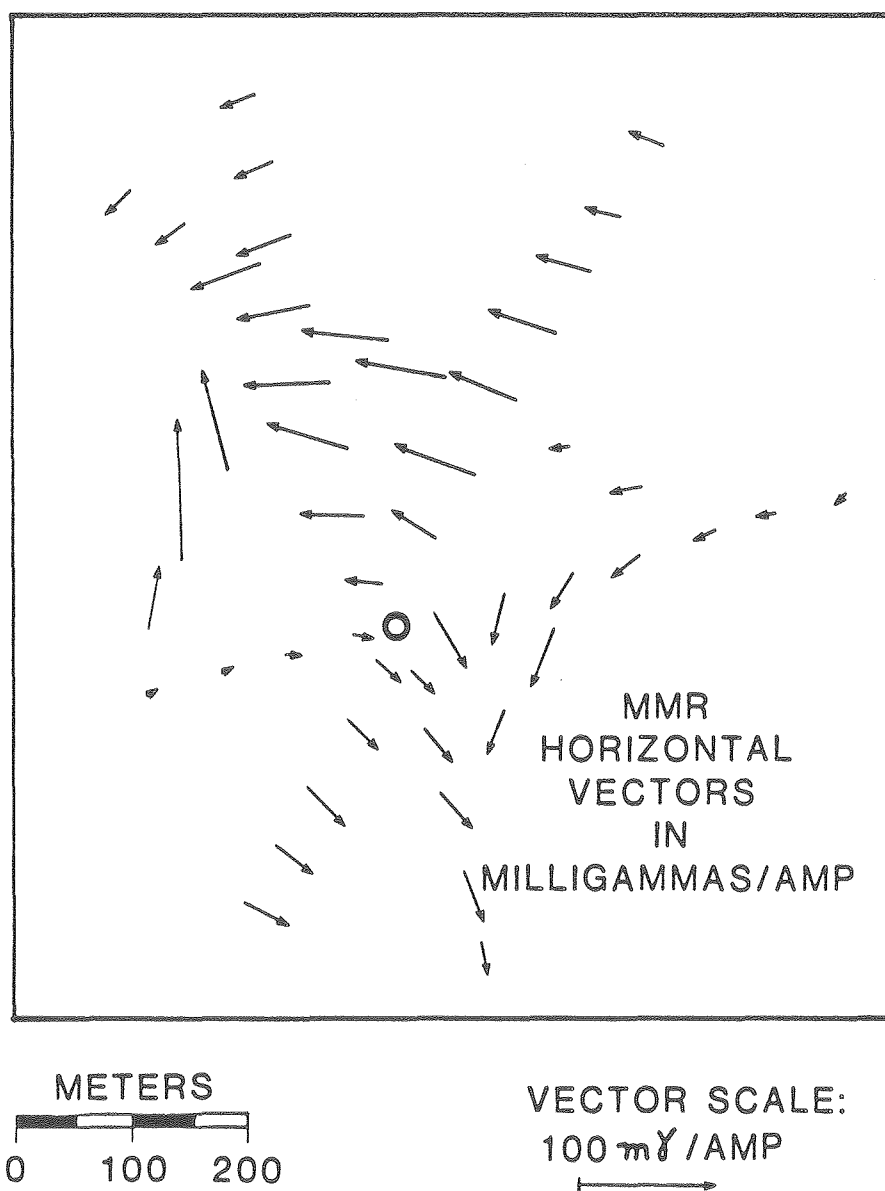 MMR
HORIZONTAL
VECTORS
IN
MILLIGAMMAS/AMP
METERS
0 100 200
VECTOR SCALE:
100 mγ/AMP